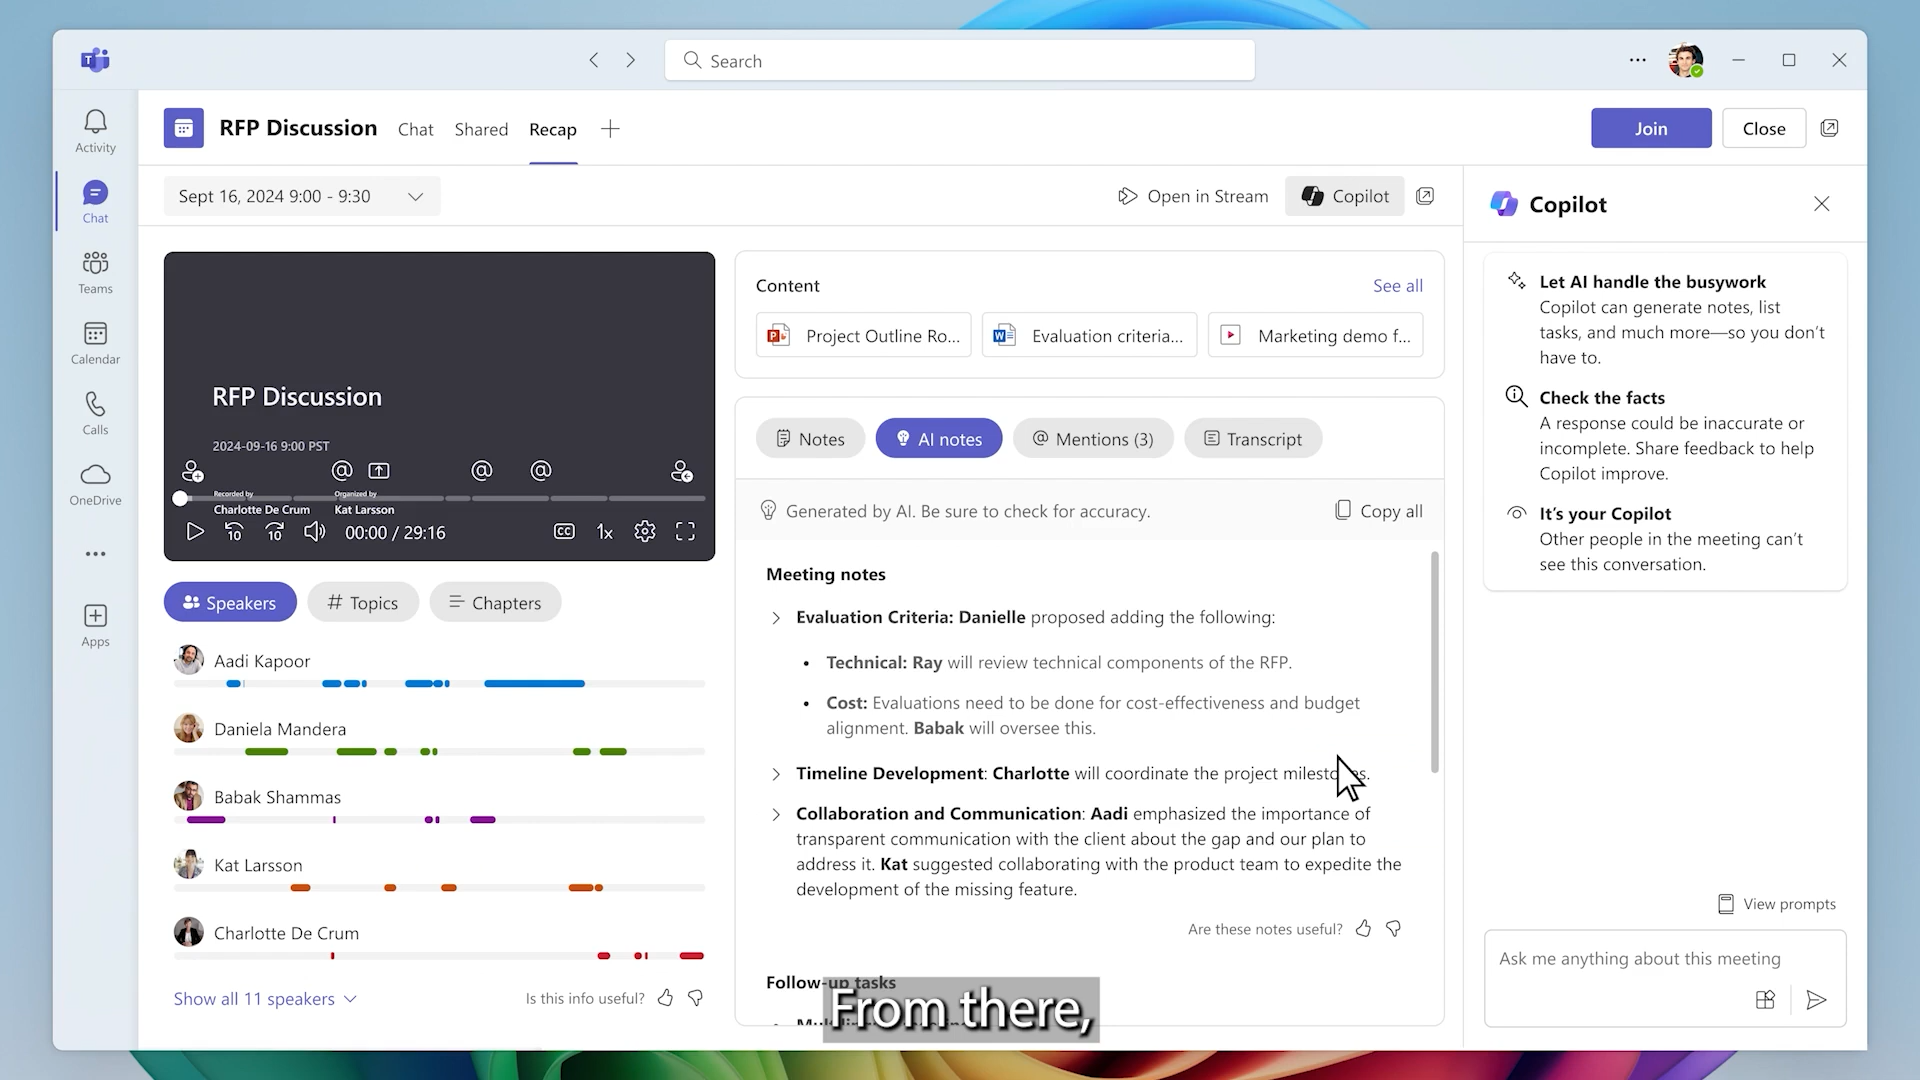 Search
RFP Discussion
Chat
Shared
Recap
Join
Close
Activity
Chat
Teams
Calendar
Calls
OneDrive
Apps
Sept 16, 2024 9:00 - 9:30
Open in Stream
Copilot
RFP Discussion
2024-09-16 9:00 PST
Recorded by
Charlotte De Crum
Organized by
Kat Larsson
10
10
00:00 / 29:16
CC
1x
Speakers
# Topics
Chapters
Aadi Kapoor
Daniela Mandera
Babak Shammas
Kat Larsson
Charlotte De Crum
Show all 11 speakers
Is this info useful?
Content
See all
Project Outline Ro...
Evaluation criteria...
Marketing demo f...
Notes
AI notes
@ Mentions (3)
Transcript
Generated by AI. Be sure to check for accuracy.
Copy all
Meeting notes
Evaluation Criteria: Danielle proposed adding the following:
• Technical: Ray will review technical components of the RFP.
• Cost: Evaluations need to be done for cost-effectiveness and budget
alignment. Babak will oversee this.
Timeline Development: Charlotte will coordinate the project milestones.
Collaboration and Communication: Aadi emphasized the importance of
transparent communication with the client about the gap and our plan to
address it. Kat suggested collaborating with the product team to expedite the
development of the missing feature.
Are these notes useful?
Follow-up tasks
From there,
Copilot
Let AI handle the busywork
Copilot can generate notes, list
tasks, and much more—so you don't
have to.
Check the facts
A response could be inaccurate or
incomplete. Share feedback to help
Copilot improve.
It's your Copilot
Other people in the meeting can't
see this conversation.
View prompts
Ask me anything about this meeting